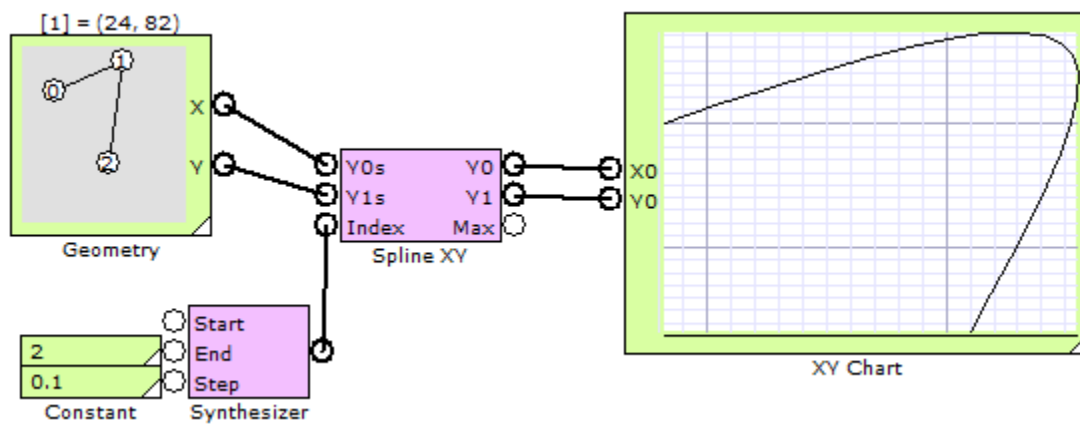 [1] = (24, 82)
1
0
2
X
Y
Geometry
Y0s Y0
Y1s Y1
Index Max
Spline XY
X0
Y0
XY Chart
Start
2 End
0.1 Step
Constant Synthesizer